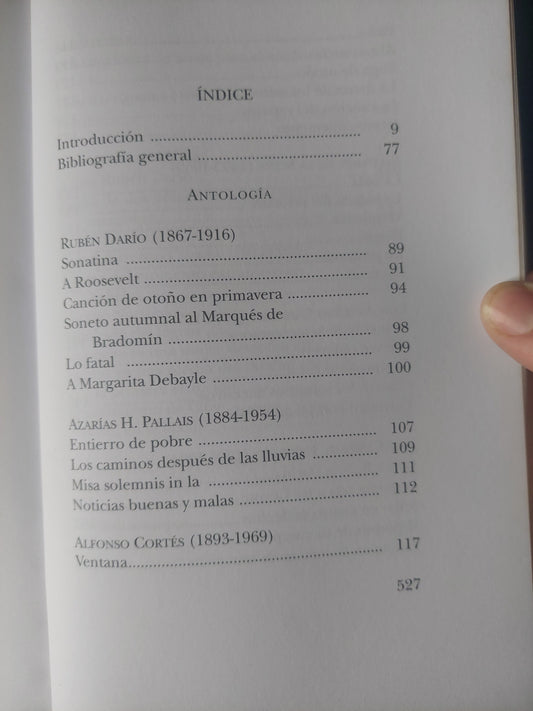 ÍNDICE
Introducción ........................................ 9
Bibliografía general ............................... 77
ANTOLOGÍA
RUBÉN DARÍO (1867-1916)
Sonatina ............................................. 89
A Roosevelt .......................................... 91
Canción de otoño en primavera .............. 94
Soneto autumnal al Marqués de
Bradomín ....................................... 98
Lo fatal ............................................. 99
A Margarita Debayle .............................. 100
AZARÍAS H. PALLAIS (1884-1954)
Entierro de pobre ................................. 107
Los caminos después de las lluvias .......... 109
Misa solemnis in la ............................... 111
Noticias buenas y malas ......................... 112
ALFONSO CORTÉS (1893-1969)
Ventana............................................. 117
527